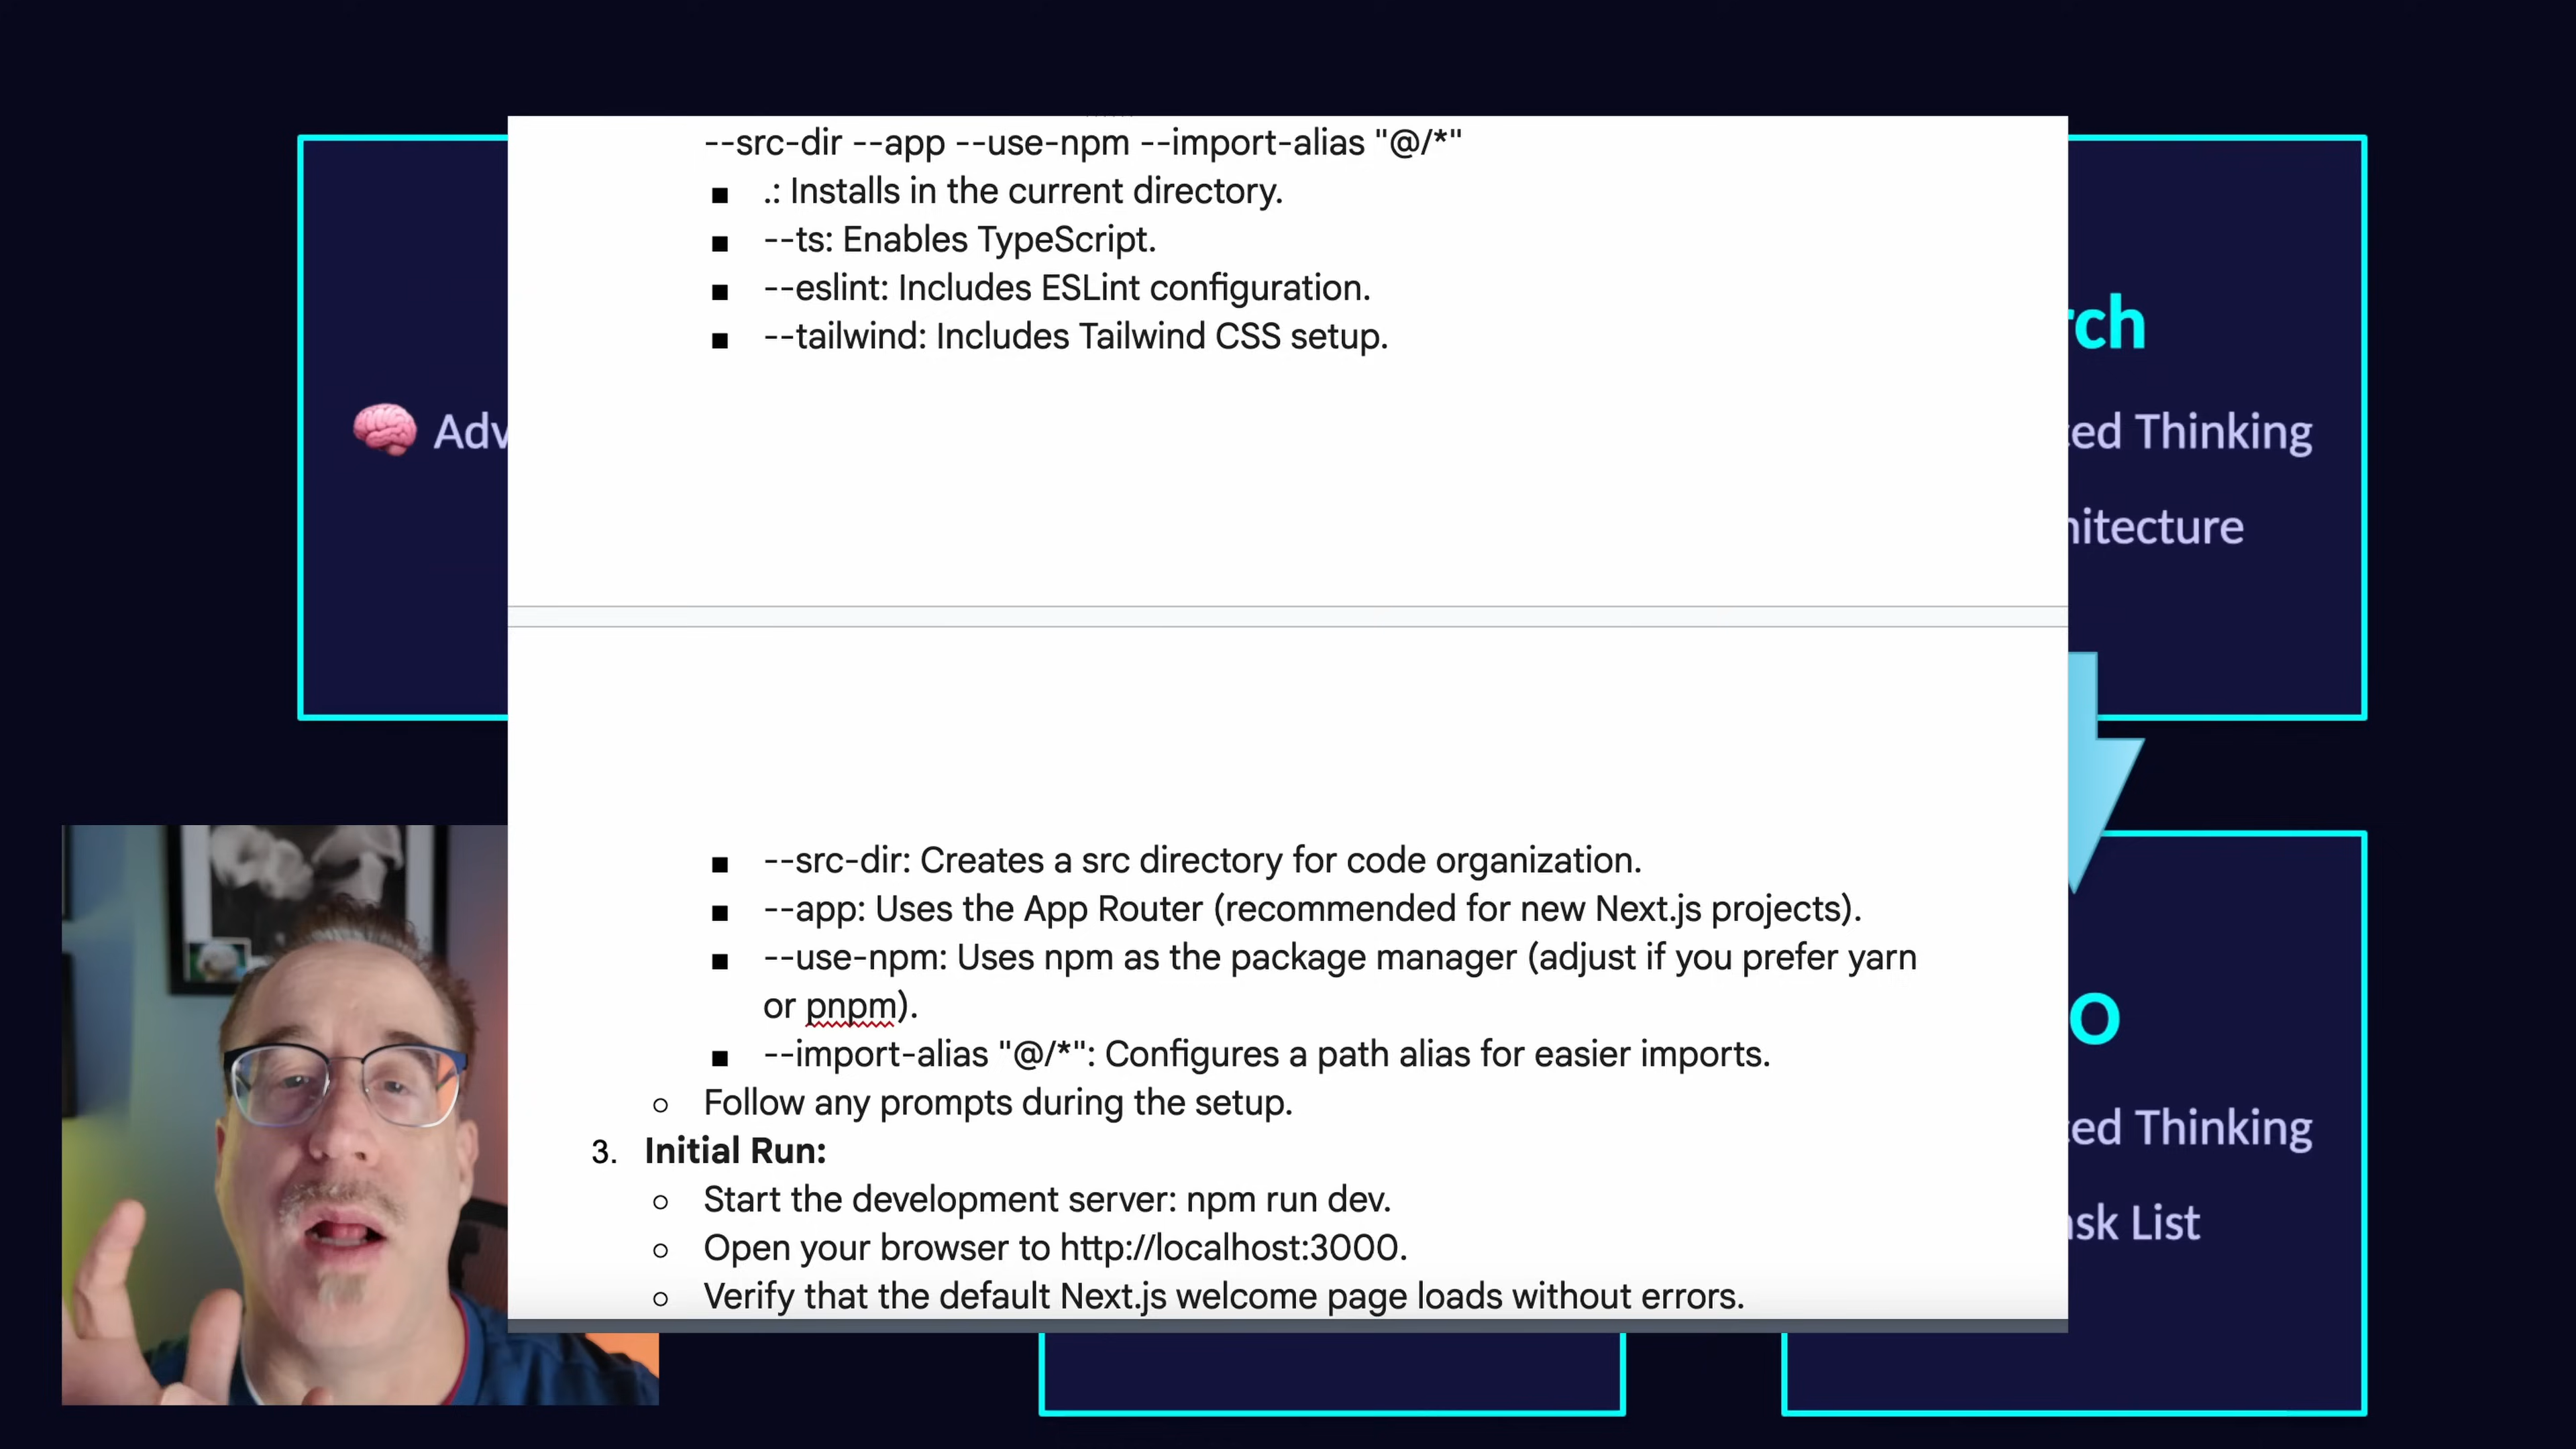 --src-dir --app --use-npm --import-alias "@/*"
■ .: Installs in the current directory.
■ --ts: Enables TypeScript.
■ --eslint: Includes ESLint configuration.
■ --tailwind: Includes Tailwind CSS setup.
■ --src-dir: Creates a src directory for code organization.
■ --app: Uses the App Router (recommended for new Next.js projects).
■ --use-npm: Uses npm as the package manager (adjust if you prefer yarn
or pnpm).
■ --import-alias "@/*": Configures a path alias for easier imports.
○ Follow any prompts during the setup.
3. Initial Run:
○ Start the development server: npm run dev.
○ Open your browser to http://localhost:3000.
○ Verify that the default Next.js welcome page loads without errors.
Adv
rch
ced Thinking
hitecture
O
ced Thinking
sk List